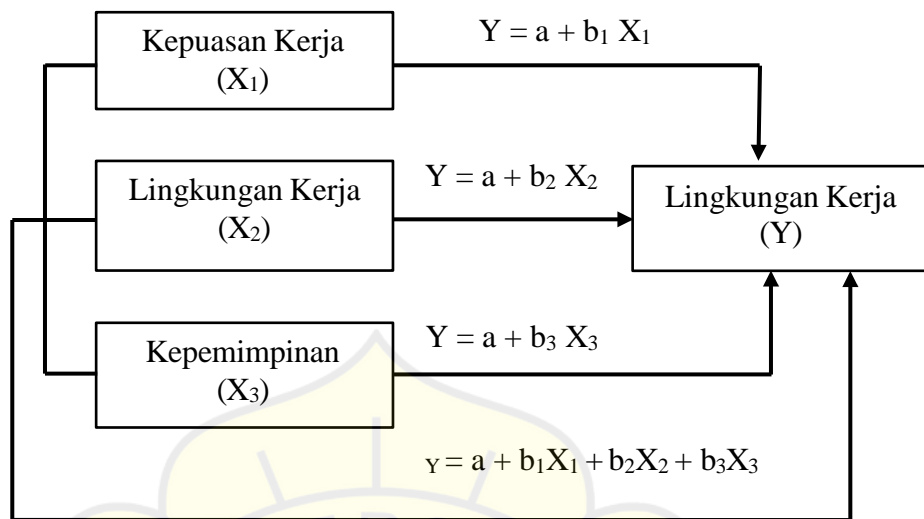 Kepuasan Kerja
(X₁)
Y = a + b₁ X₁
Lingkungan Kerja
(X₂)
Y = a + b₂ X₂
Lingkungan Kerja
(Y)
Kepemimpinan
(X₃)
Y = a + b₃ X₃
Y = a + b₁X₁ + b₂X₂ + b₃X₃